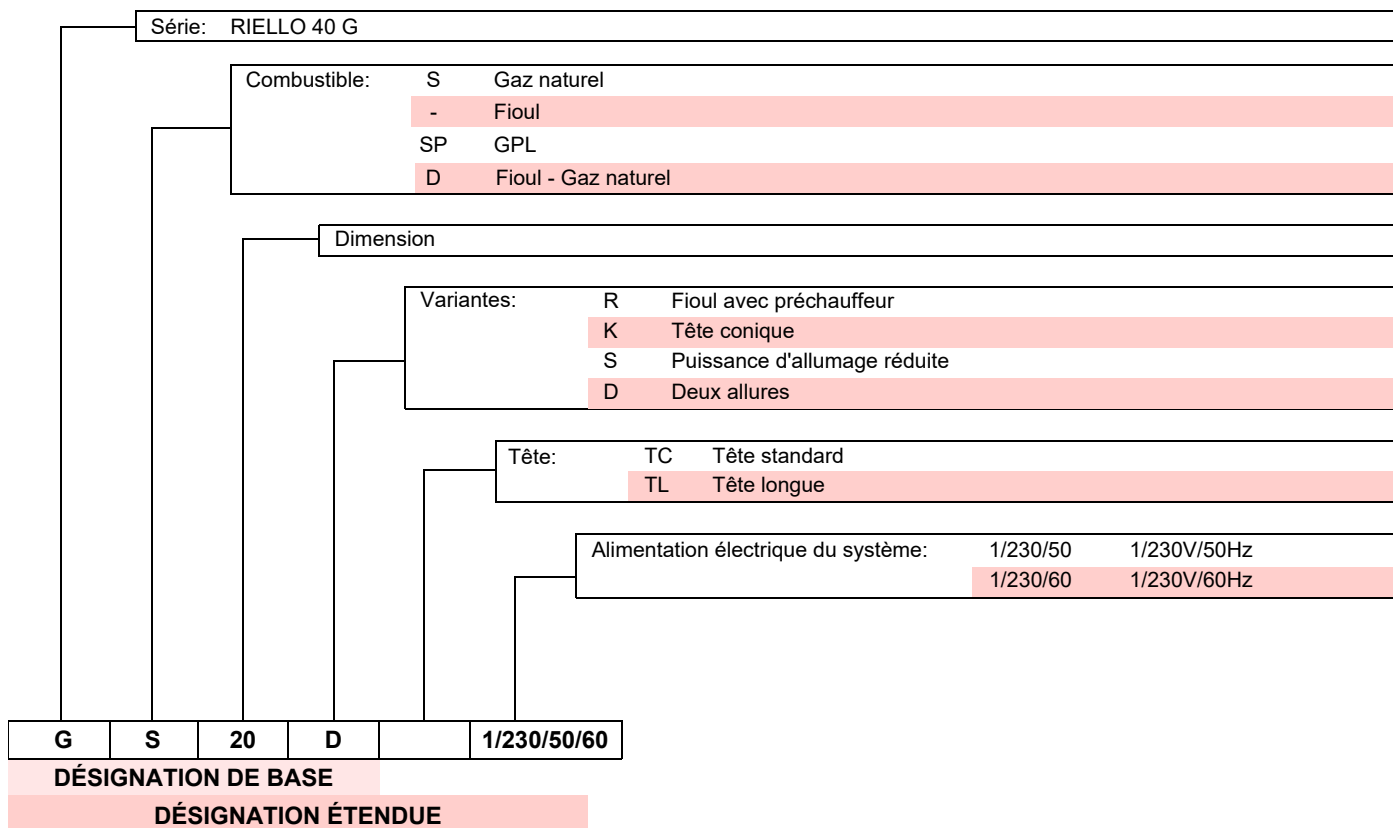 Série: RIELLO 40 G
Combustible: S Gaz naturel
- Fioul
SP GPL
D Fioul - Gaz naturel
Dimension
Variantes: R Fioul avec préchauffeur
K Tête conique
S Puissance d'allumage réduite
D Deux allures
Tête: TC Tête standard
TL Tête longue
Alimentation électrique du système: 1/230/50 1/230V/50Hz
1/230/60 1/230V/60Hz
G S 20 D 1/230/50/60
DÉSIGNATION DE BASE
DÉSIGNATION ÉTENDUE